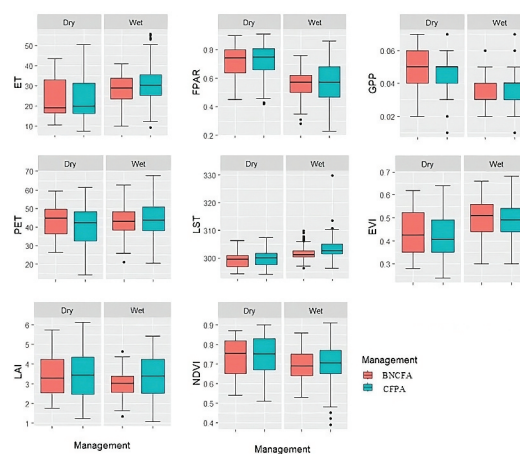 Dry Wet
ET
50
40
30
20
10
Dry Wet
FPAR
0.8
0.6
0.4
0.2
Dry Wet
GPP
0.06
0.04
0.02
Dry Wet
PET
70
60
50
40
30
20
Dry Wet
LST
330
320
310
300
Dry Wet
EVI
0.7
0.6
0.5
0.4
0.3
Dry Wet
LAI
6
5
4
3
2
1
Dry Wet
NDVI
0.9
0.8
0.7
0.6
0.5
0.4
Management
BNCFA
CFPA
Management
Management